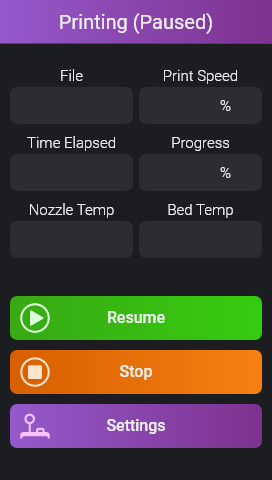 Printing (Paused)
File
Print Speed
%
Time Elapsed
Progress
%
Nozzle Temp
Bed Temp
Resume
Stop
Settings